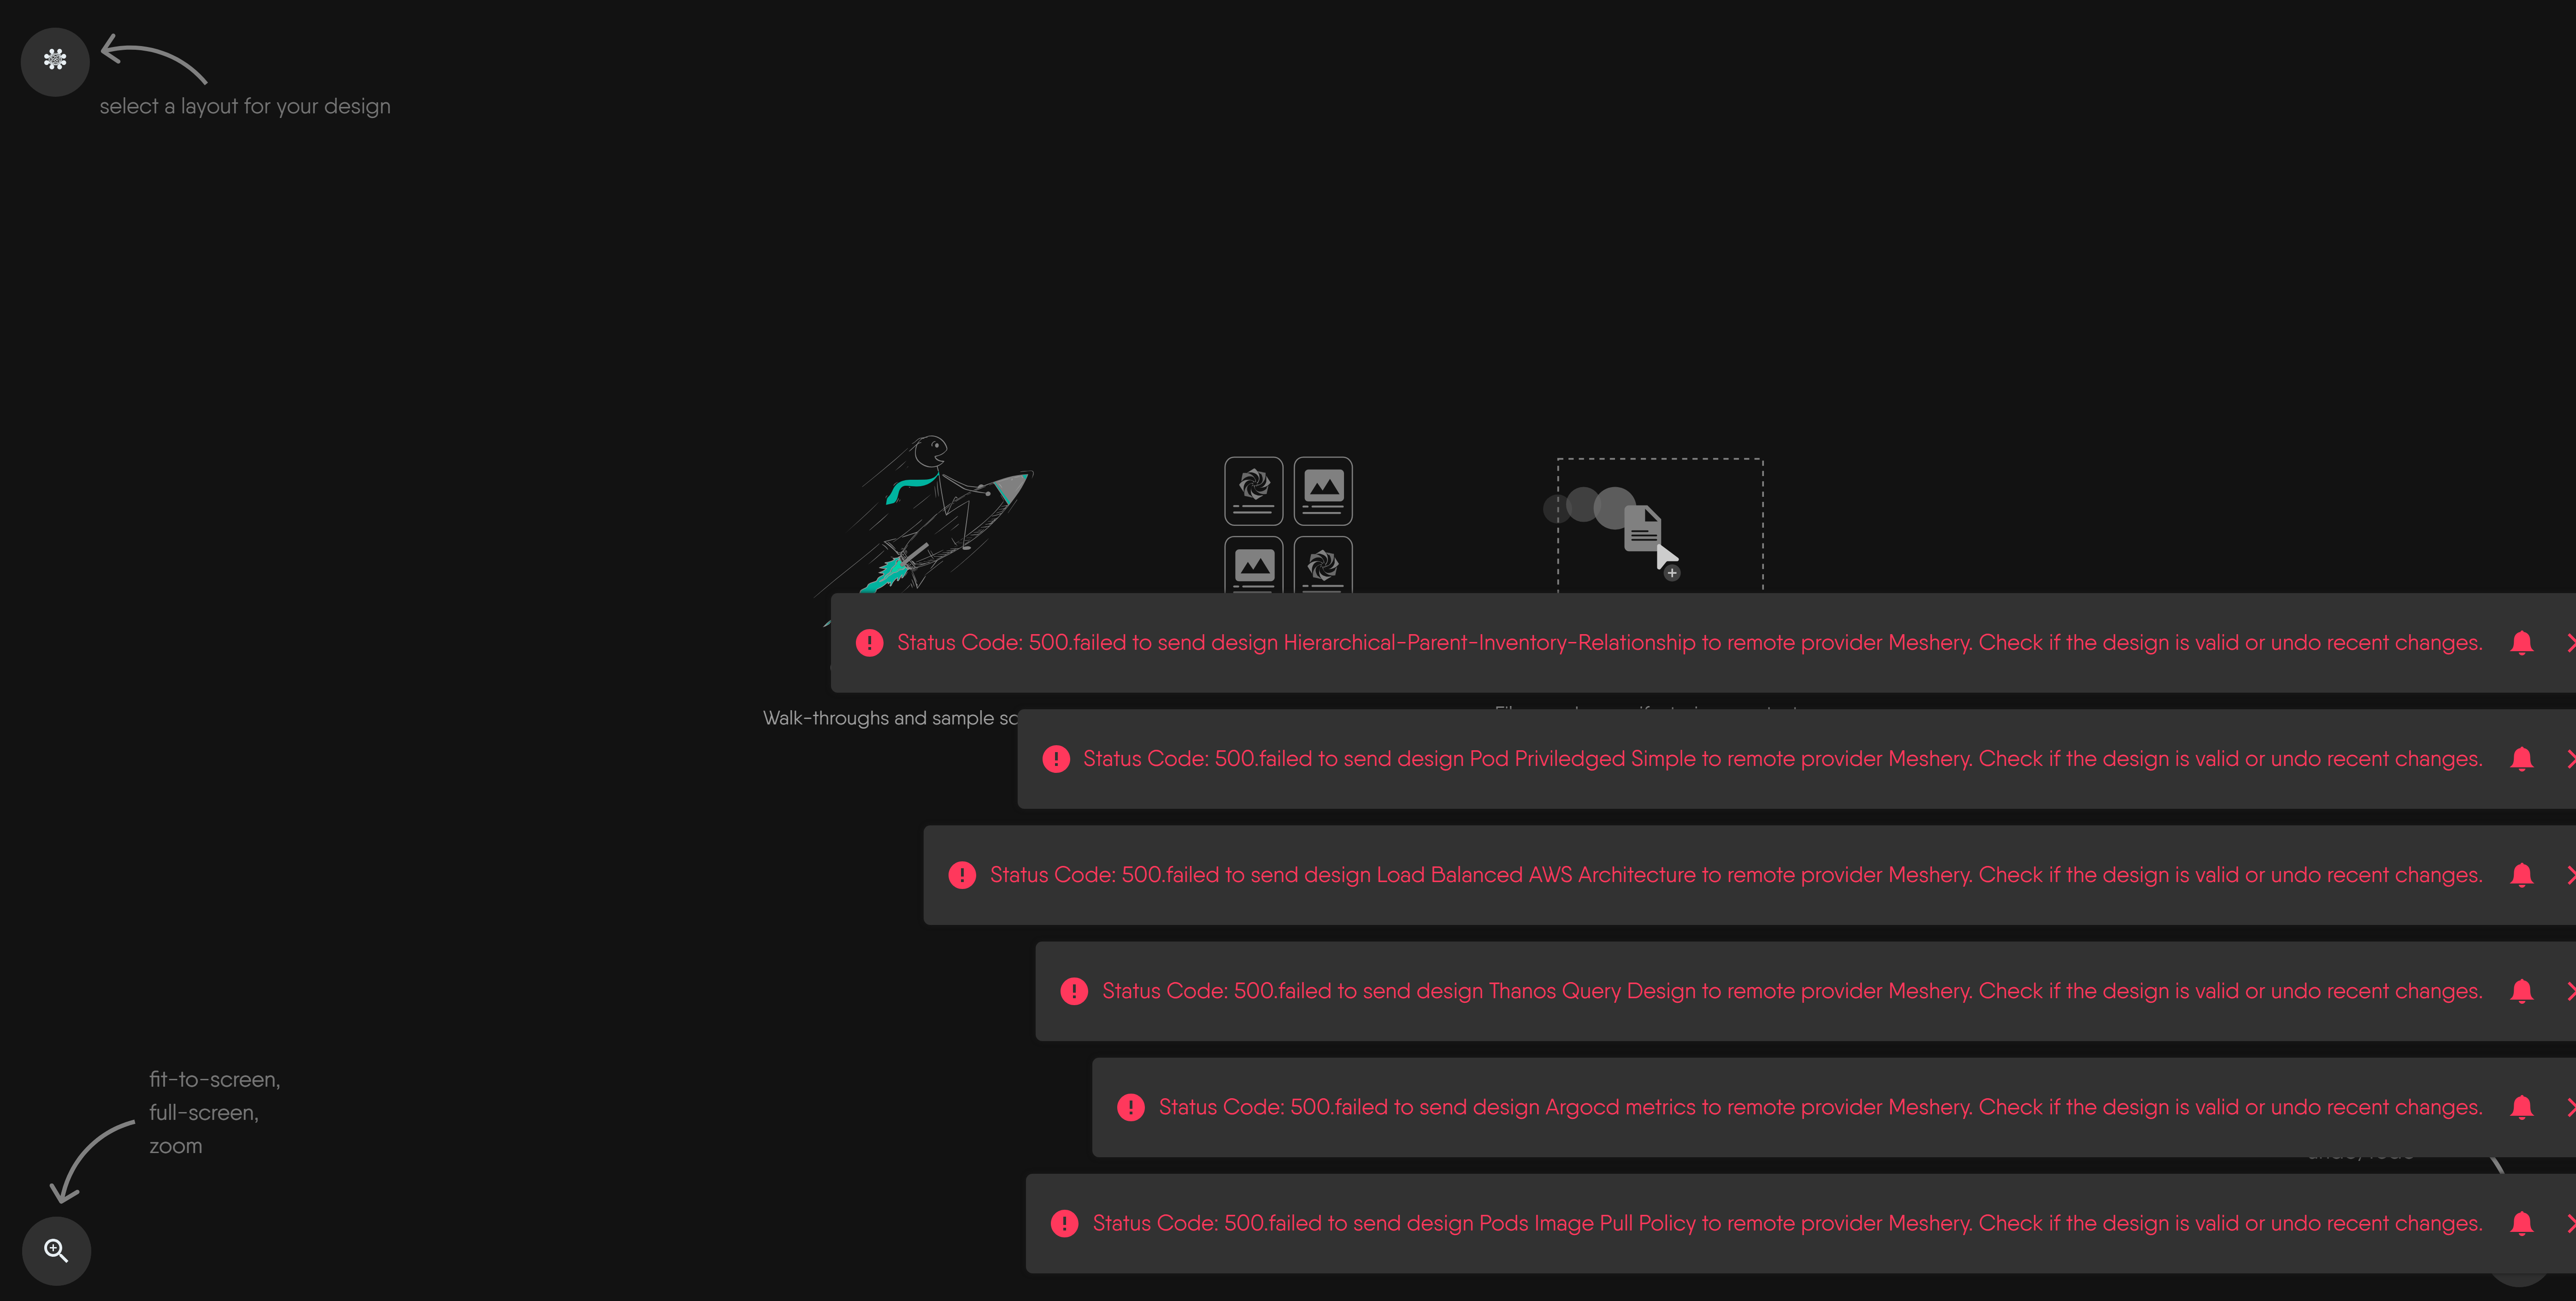 select a layout for your design
Status Code: 500.failed to send design Hierarchical-Parent-Inventory-Relationship to remote provider Meshery. Check if the design is valid or undo recent changes.
Walk-throughs and sample
Status Code: 500.failed to send design Pod Priviledged Simple to remote provider Meshery. Check if the design is valid or undo recent changes.
Status Code: 500.failed to send design Load Balanced AWS Architecture to remote provider Meshery. Check if the design is valid or undo recent changes.
Status Code: 500.failed to send design Thanos Query Design to remote provider Meshery. Check if the design is valid or undo recent changes.
fit-to-screen,
full-screen,
zoom
Status Code: 500.failed to send design Argocd metrics to remote provider Meshery. Check if the design is valid or undo recent changes.
Status Code: 500.failed to send design Pods Image Pull Policy to remote provider Meshery. Check if the design is valid or undo recent changes.